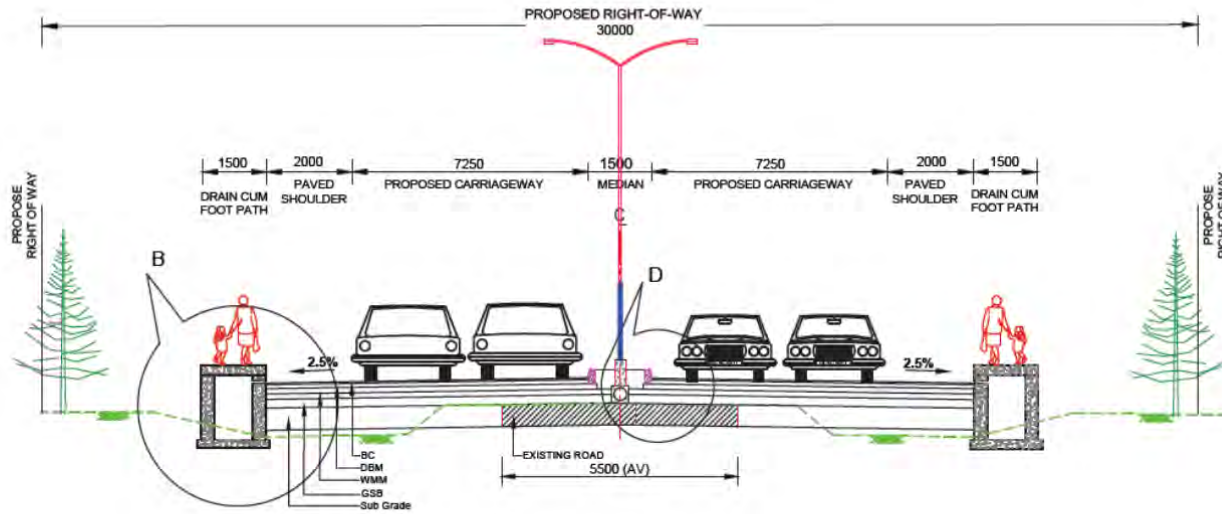 PROPOSED RIGHT-OF-WAY
30000
1500
2000
7250
1500
7250
2000
1500
DRAIN CUM
FOOT PATH
PAVED
SHOULDER
PROPOSED CARRIAGEWAY
MEDIAN
PROPOSED CARRIAGEWAY
PAVED
SHOULDER
DRAIN CUM
FOOT PATH
PROPOSE
RIGHT OF WAY
PROPOSE
RIGHT OF WAY
C
B
D
2.5%
2.5%
BC
DBM
WMM
GSB
Sub Grade
EXISTING ROAD
5500 (AV)